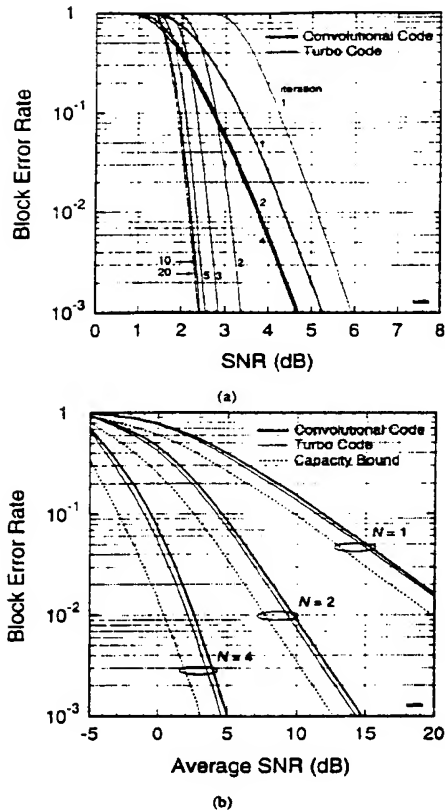 1
Convolutional Code
Turbo Code
iteration
1
10⁻¹
1
Block Error Rate
10⁻²
2
4
10
20
5 3 2
10⁻³
0 1 2 3 4 5 6 7 8
SNR (dB)
(a)
1
Convolutional Code
Turbo Code
Capacity Bound
10⁻¹
N = 1
Block Error Rate
10⁻²
N = 2
N = 4
10⁻³
-5 0 5 10 15 20
Average SNR (dB)
(b)